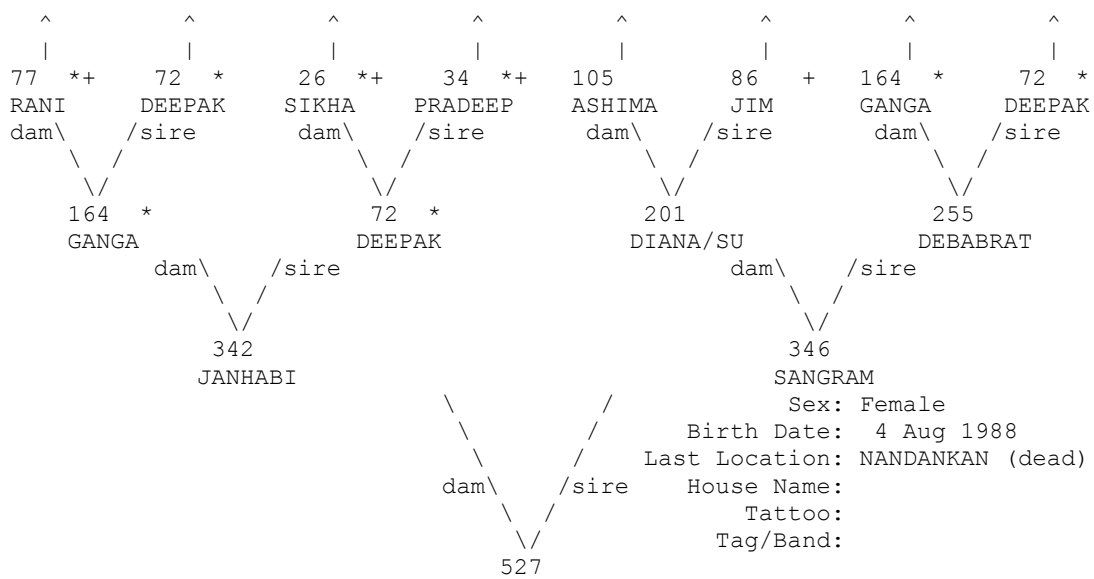 ^ ^ ^ ^ ^ ^ ^ ^
| | | | | | | |
77 *+ 72 * 26 *+ 34 *+ 105 86 + 164 * 72 *
RANI DEEPAK SIKHA PRADEEP ASHIMA JIM GANGA DEEPAK
dam\ /sire dam\ /sire dam\ /sire dam\ /sire
\ / \ / \ / \ /
\/ \/ \/ \/
164 * 72 * 201 255
GANGA DEEPAK DIANA/SU DEBABRAT
dam\ /sire dam\ /sire
\ / \ /
\/ \/
342 346
JANHABI SANGRAM
\ / Sex: Female
\ / Birth Date: 4 Aug 1988
\ / Last Location: NANDANKAN (dead)
dam\ /sire House Name:
\ / Tattoo:
\/ Tag/Band:
527